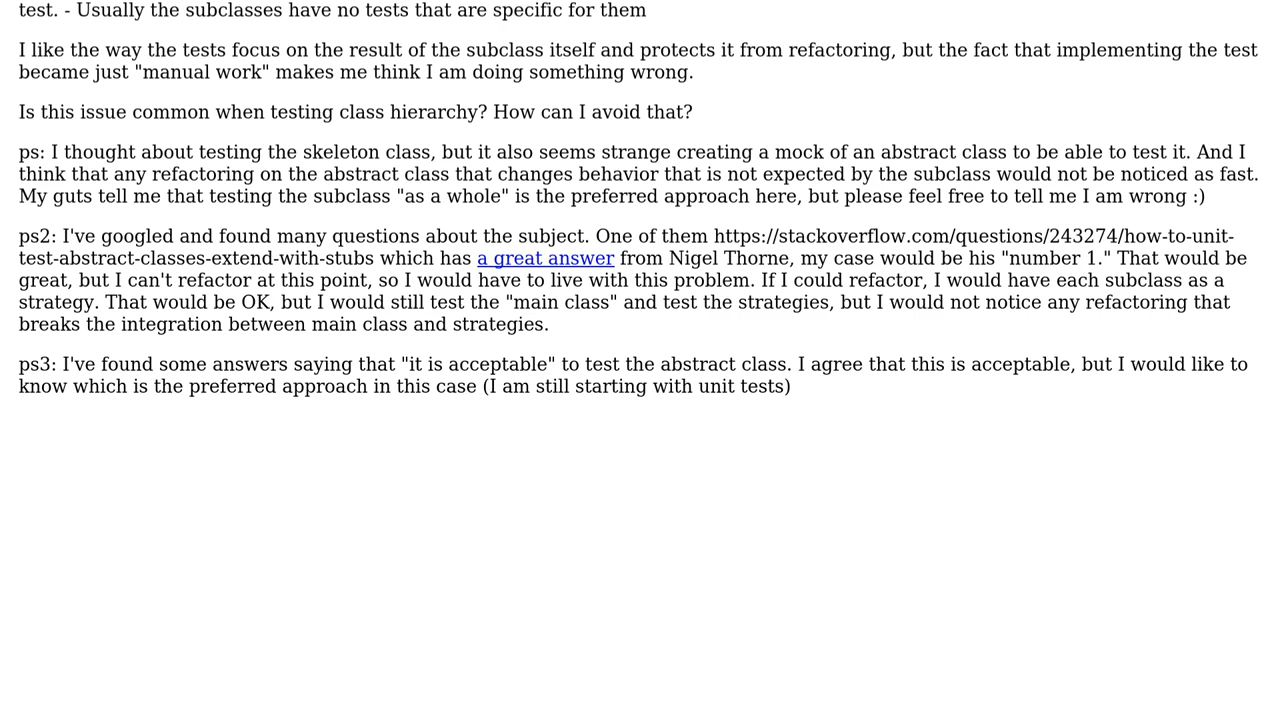 test. - Usually the subclasses have no tests that are specific for them
I like the way the tests focus on the result of the subclass itself and protects it from refactoring, but the fact that implementing the test
became just "manual work" makes me think I am doing something wrong.
Is this issue common when testing class hierarchy? How can I avoid that?
ps: I thought about testing the skeleton class, but it also seems strange creating a mock of an abstract class to be able to test it. And I
think that any refactoring on the abstract class that changes behavior that is not expected by the subclass would not be noticed as fast.
My guts tell me that testing the subclass "as a whole" is the preferred approach here, but please feel free to tell me I am wrong :)
ps2: I've googled and found many questions about the subject. One of them https://stackoverflow.com/questions/243274/how-to-unit-
test-abstract-classes-extend-with-stubs which has a great answer from Nigel Thorne, my case would be his "number 1." That would be
great, but I can't refactor at this point, so I would have to live with this problem. If I could refactor, I would have each subclass as a
strategy. That would be OK, but I would still test the "main class" and test the strategies, but I would not notice any refactoring that
breaks the integration between main class and strategies.
ps3: I've found some answers saying that "it is acceptable" to test the abstract class. I agree that this is acceptable, but I would like to
know which is the preferred approach in this case (I am still starting with unit tests)